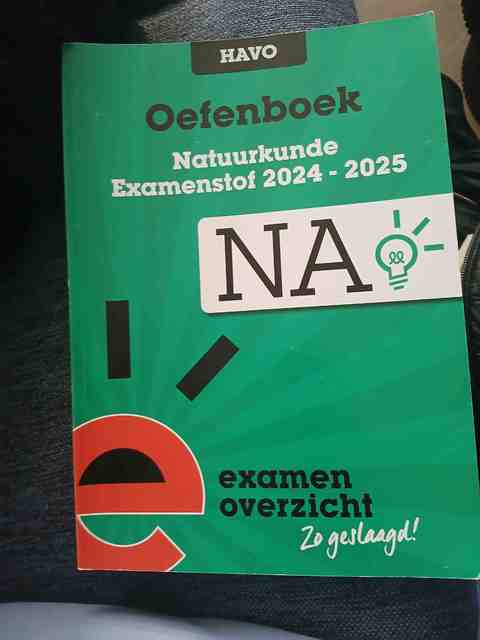 HAVO
Oefenboek
Natuurkunde
Examenstof 2024 - 2025
NA
examen
overzicht
Zo geslaagd!